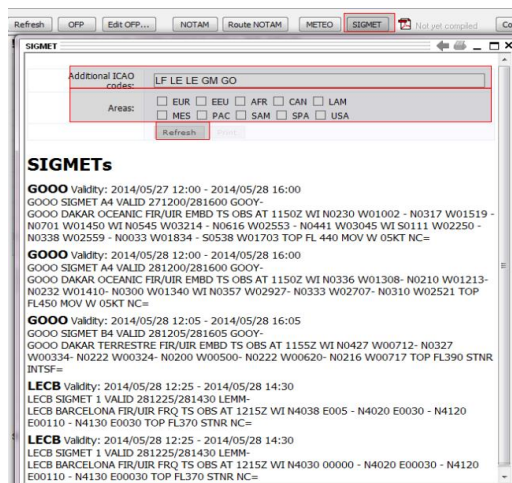 Refresh OFP Edit OFP... NOTAM Route NOTAM METEO SIGMET Not yet compiled Co
SIGMET
Additional ICAO codes: LF LE LE GM GO
Areas: EUR EEU AFR CAN LAM
MES PAC SAM SPA USA
Refresh Print
SIGMETs
GOOO Validity: 2014/05/27 12:00 - 2014/05/28 16:00
GOOO SIGMET A4 VALID 271200/281600 GOOY-
GOOO DAKAR OCEANIC FIR/UIR EMBD TS OBS AT 1150Z WI N0230 W01002 - N0317 W01519 -
N0701 W01450 WI N0545 W03214 - N0616 W02553 - N0441 W03045 WI S0111 W02250 -
N0338 W02559 - N0033 W01834 - S0538 W01703 TOP FL 440 MOV W 05KT NC=
GOOO Validity: 2014/05/28 12:00 - 2014/05/28 16:00
GOOO SIGMET A4 VALID 281200/281600 GOOY-
GOOO DAKAR OCEANIC FIR/UIR EMBD TS OBS AT 1150Z WI N0336 W01308- N0210 W01213-
N0222 W01410- N0300 W01340 WI N0357 W02927- N0333 W02707- N0310 W02521 TOP
FL450 MOV W 05KT NC=
GOOO Validity: 2014/05/28 12:05 - 2014/05/28 16:05
GOOO SIGMET B4 VALID 281205/281605 GOOY-
GOOO DAKAR TERRESTRE FIR/UIR EMBD TS OBS AT 1155Z WI N0427 W00712- N0327
W00334- N0222 W00324- N0200 W00500- N0222 W00620- N0216 W00717 TOP FL390 STNR
INTSF=
LECB Validity: 2014/05/28 12:25 - 2014/05/28 14:30
LECB SIGMET 1 VALID 281225/281430 LEMM-
LECB BARCELONA FIR/UIR FRQ TS OBS AT 1215Z WI N4038 E005 - N4020 E0030 - N4120
E00110 - N4130 E0030 TOP FL370 STNR NC=
LECB Validity: 2014/05/28 12:25 - 2014/05/28 14:30
LECB SIGMET 1 VALID 281225/281430 LEMM-
LECB BARCELONA FIR/UIR FRQ TS OBS AT 1215Z WI N4030 00000 - N4020 E00030 - N4120
E00110 - N4130 E00030 TOP FL370 STNR NC=